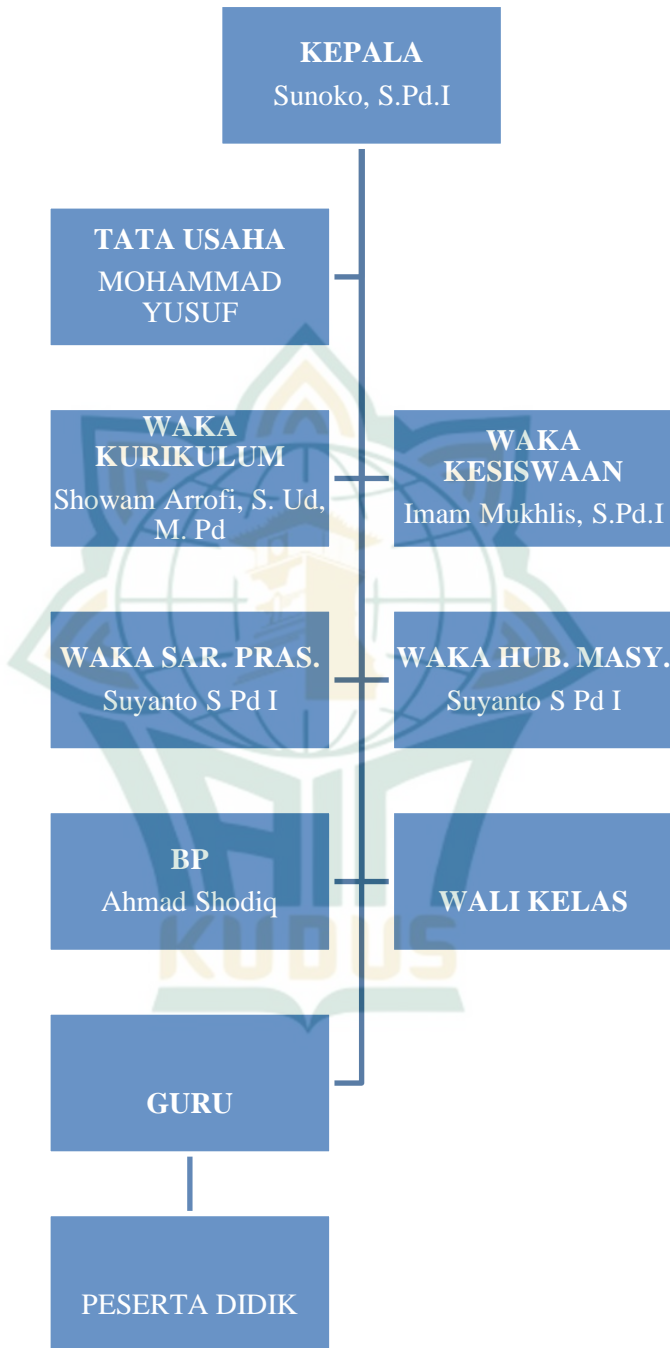 KEPALA
Sunoko, S.Pd.I
TATA USAHA
MOHAMMAD
YUSUF
WAKA
KURIKULUM
Showam Arrofi, S. Ud,
M. Pd
WAKA
KESISWAAN
Imam Mukhlis, S.Pd.I
WAKA SAR. PRAS.
Suyanto S Pd I
WAKA HUB. MASY.
Suyanto S Pd I
BP
Ahmad Shodiq
WALI KELAS
KUDUS
GURU
PESERTA DIDIK